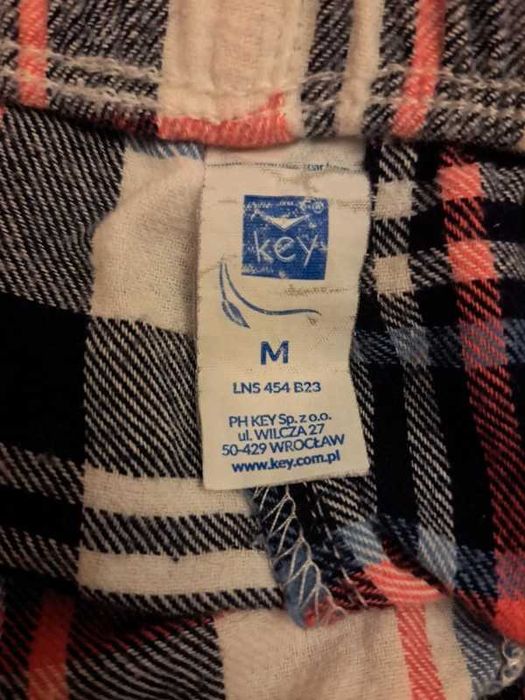 key
M
LNS 454 B23
PH KEY Sp. z o.o.
ul. WILCZA 27
50-429 WROCŁAW
www.key.com.pl